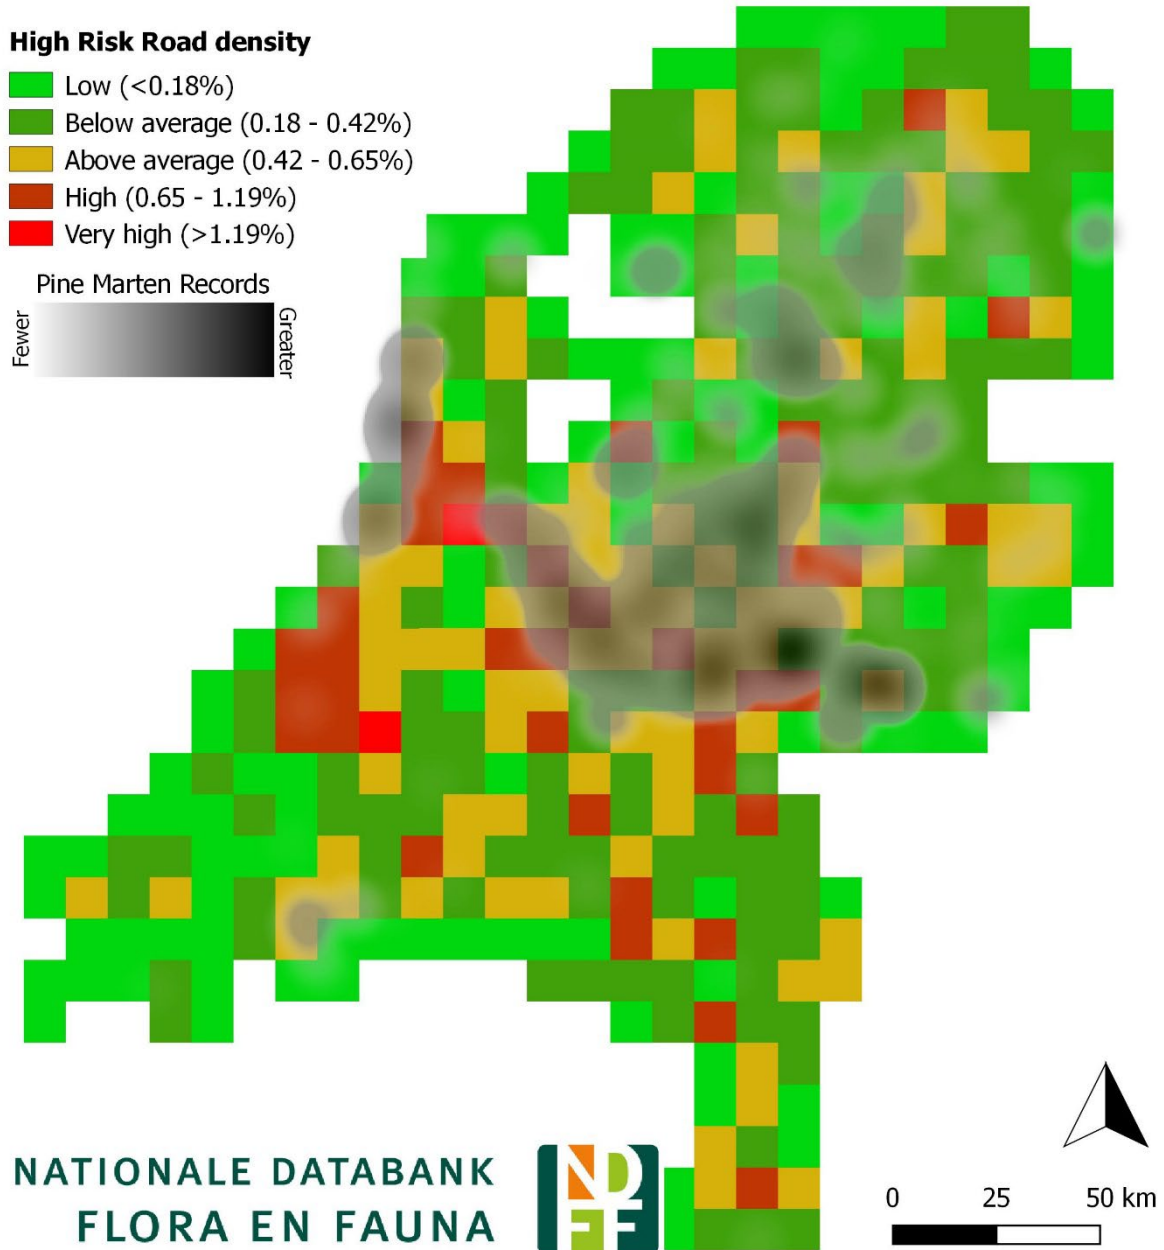 High Risk Road density
Low (<0.18%)
Below average (0.18 - 0.42%)
Above average (0.42 - 0.65%)
High (0.65 - 1.19%)
Very high (>1.19%)
Pine Marten Records
Fewer
Greater
NATIONALE DATABANK
FLORA EN FAUNA
ND
FF
0 25 50 km